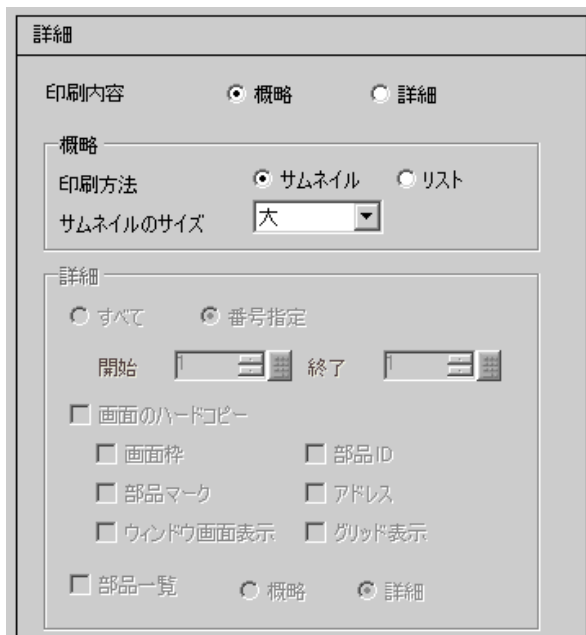 詳細
印刷内容 概略 詳細
概略
印刷方法 サムネイル リスト
サムネイルのサイズ 大
詳細
すべて 番号指定
開始 1 終了 1
画面のハードコピー
画面枠 部品ID
部品マーク アドレス
ウィンドウ画面表示 グリッド表示
部品一覧 概略 詳細